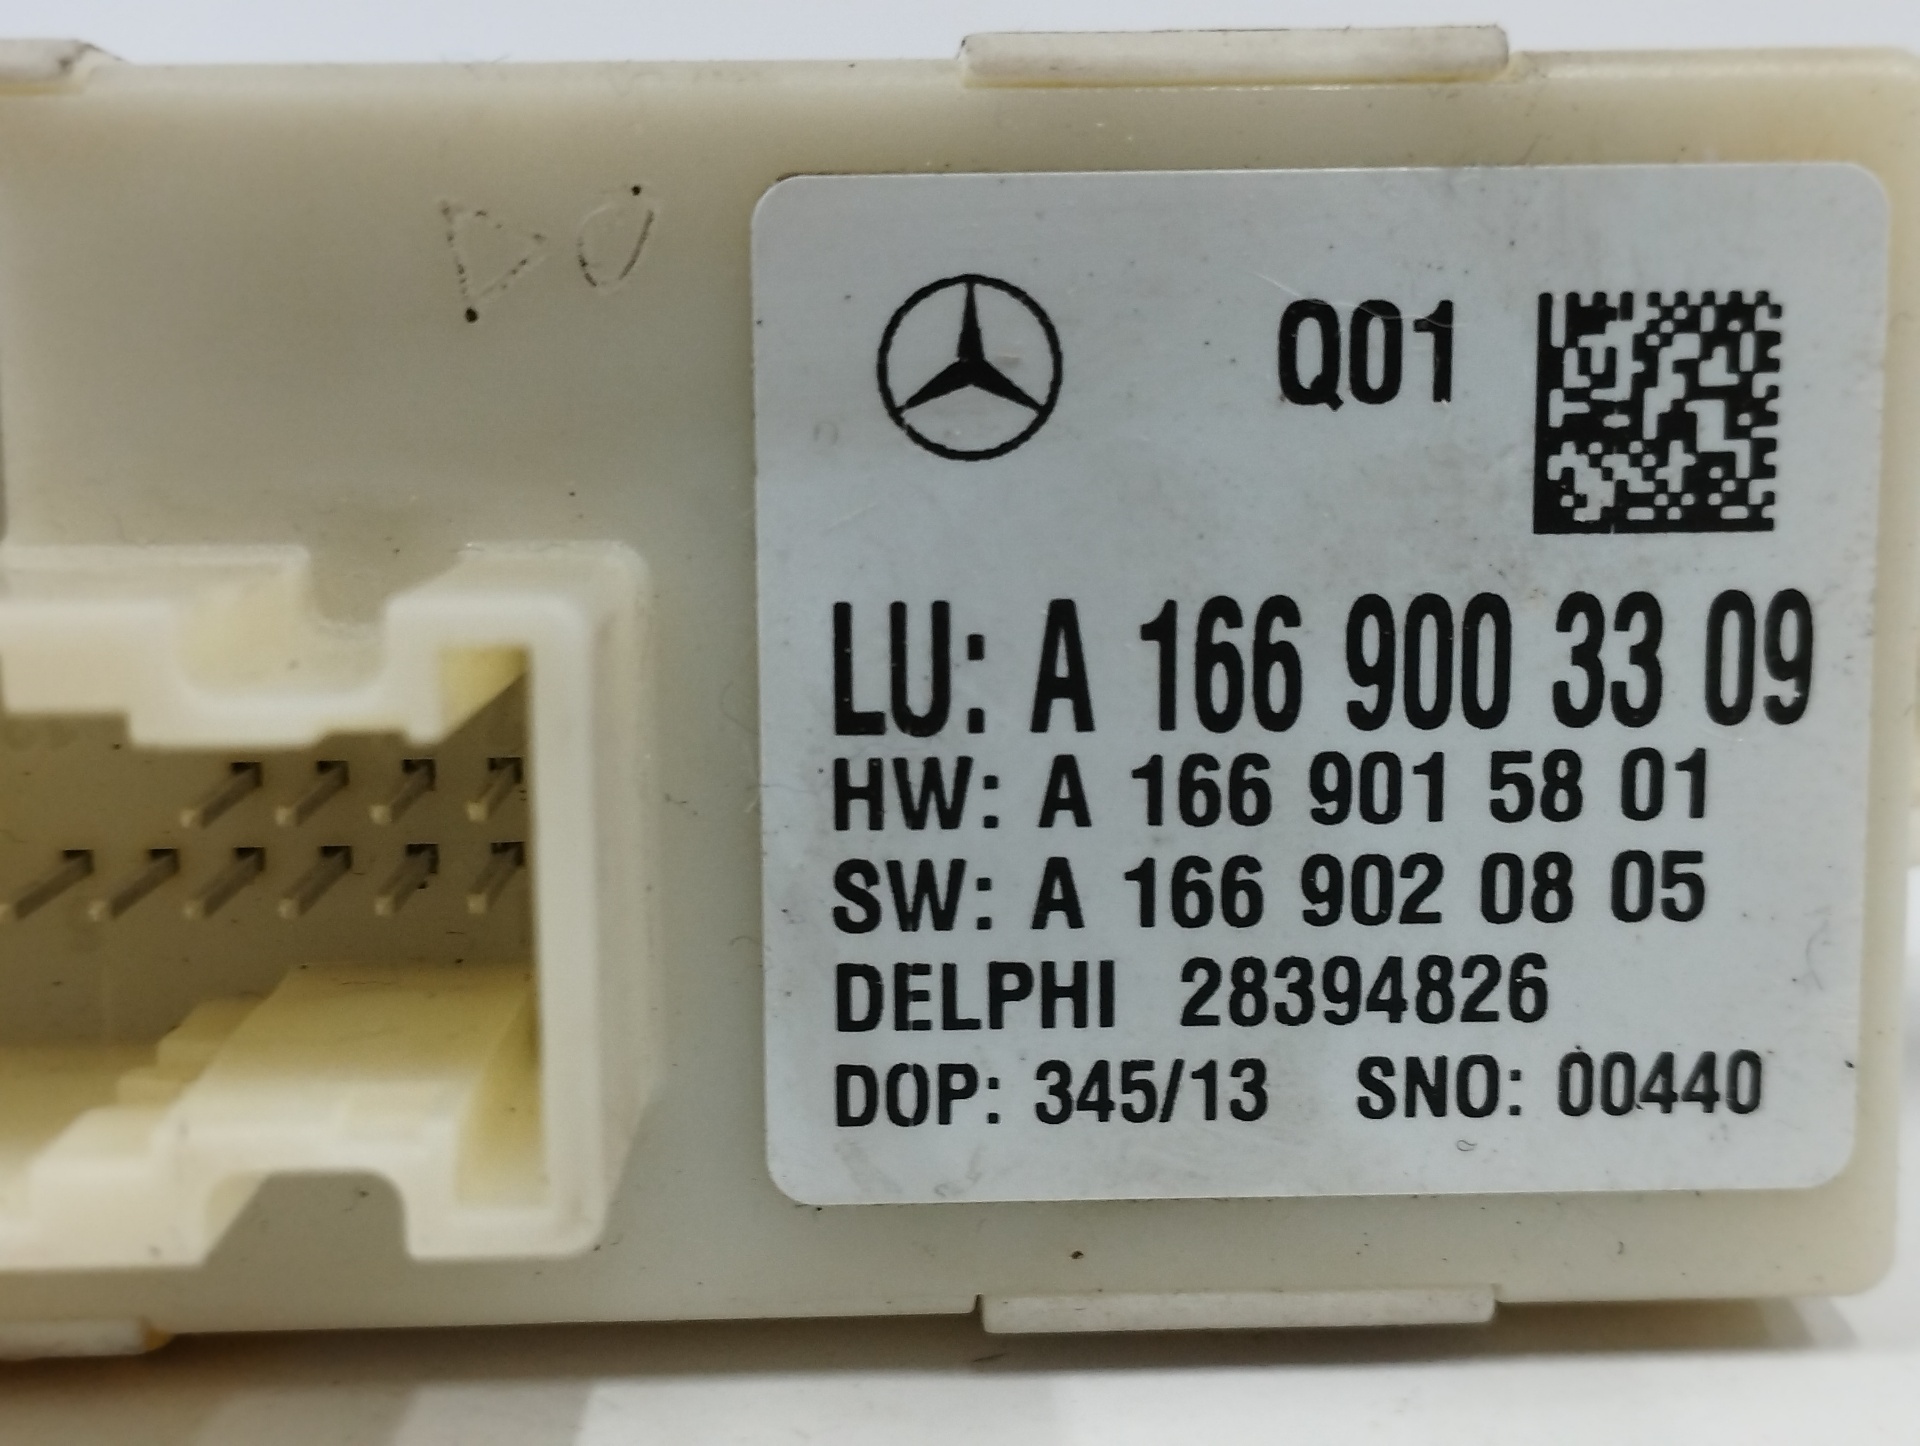 D0
Q01
LU: A 166 900 33 09
HW: A 166 901 58 01
SW: A 166 902 08 05
DELPHI 28394826
DOP: 345/13 SNO: 00440